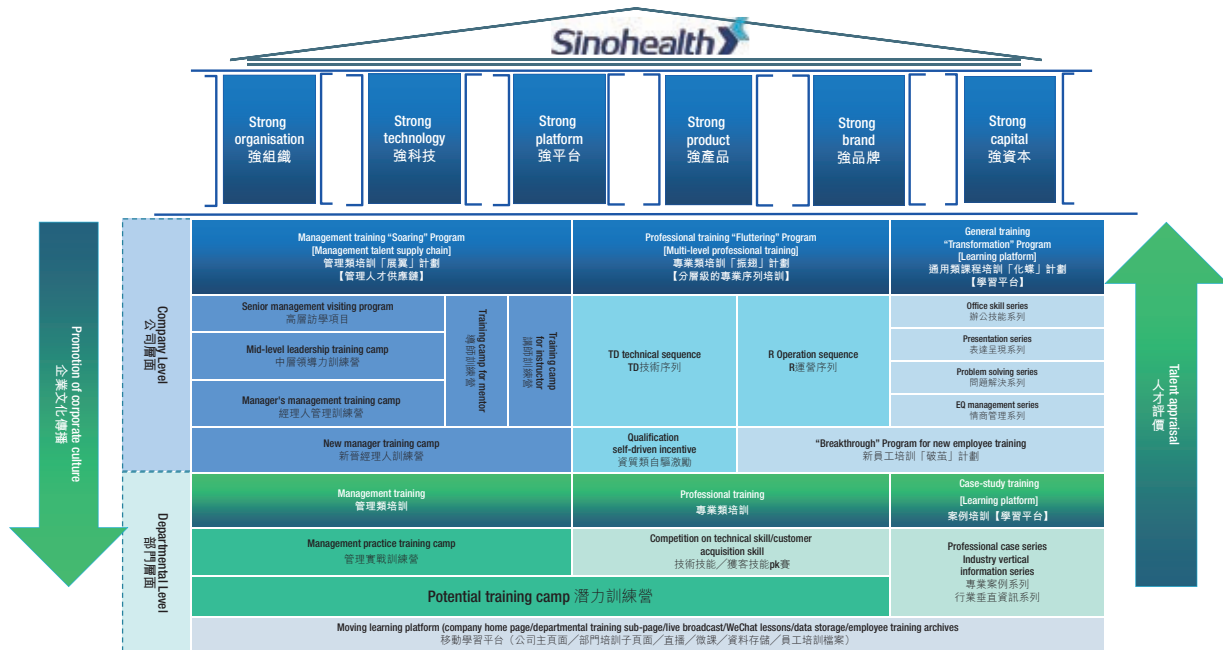 Sinohealth
Strong
organisation
強組織
Strong
technology
強科技
Strong
platform
強平台
Strong
product
強產品
Strong
brand
強品牌
Strong
capital
強資本
Promotion of corporate culture
企業文化傳播
Company Level
公司層面
Management training “Soaring” Program
[Management talent supply chain]
管理類培訓「展翼」計劃
【管理人才供應鏈】
Professional training “Fluttering” Program
[Multi-level professional training]
專業類培訓「振翅」計劃
【分層級的專業序列培訓】
General training
“Transformation” Program
[Learning platform]
通用類課程培訓「化蝶」計劃
【學習平台】
Senior management visiting program
高層訪學項目
Mid-level leadership training camp
中層領導力訓練營
Manager’s management training camp
經理人管理訓練營
Training camp for mentor
導師訓練營
Training camp
for instructor
講師訓練營
TD technical sequence
TD技術序列
R Operation sequence
R運營序列
Office skill series
辦公技能系列
Presentation series
表達呈現系列
Problem solving series
問題解決系列
EQ management series
情商管理系列
New manager training camp
新晉經理人訓練營
Qualification
self-driven incentive
資質類自驅激勵
“Breakthrough” Program for new employee training
新員工培訓「破繭」計劃
Departmental Level
部門層面
Management training
管理類培訓
Professional training
專業類培訓
Case-study training
[Learning platform]
案例培訓【學習平台】
Management practice training camp
管理實戰訓練營
Competition on technical skill/customer
acquisition skill
技術技能／獲客技能pk賽
Professional case series
Industry vertical
information series
專業案例系列
行業垂直資訊系列
Potential training camp 潛力訓練營
Moving learning platform (company home page/departmental training sub-page/live broadcast/WeChat lessons/data storage/employee training archives
移動學習平台（公司主頁面／部門培訓子頁面／直播／微課／資料存儲／員工培訓檔案）
Talent appraisal
人才評價